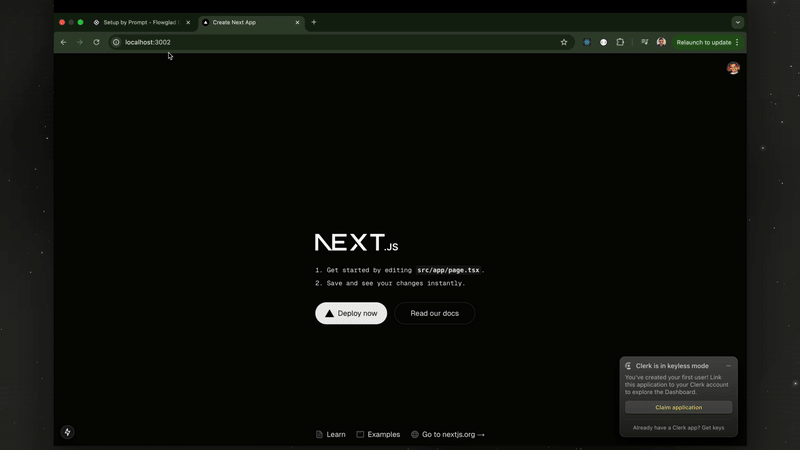 Setup by Prompt - Flowglad
Create Next App
localhost:3002
Relaunch to update
NEXT.JS
1. Get started by editing src/app/page.tsx.
2. Save and see your changes instantly.
Deploy now
Read our docs
Clerk is in keyless mode
You've created your first user! Link
this application to your Clerk account
to explore the Dashboard.
Claim application
Already have a Clerk app? Get keys
Learn
Examples
Go to nextjs.org →